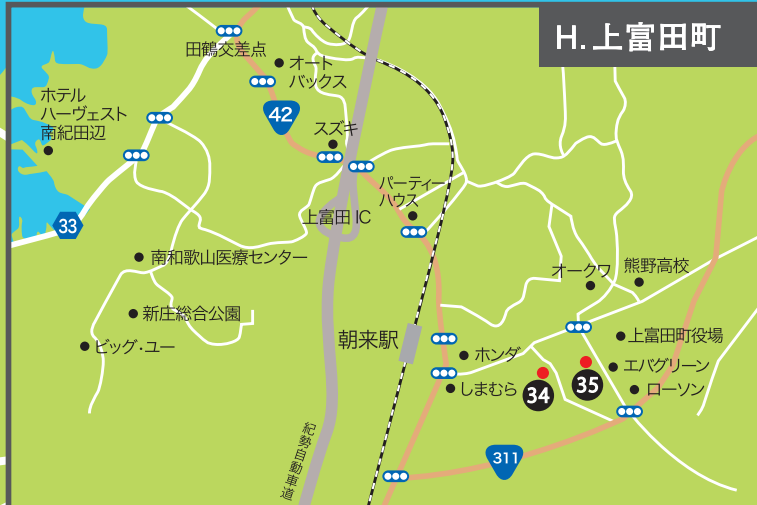 H. 上富田町
田鶴交差点
オート
バックス
ホテル
ハーヴェスト
南紀田辺
42
スズキ
パーティー
ハウス
33
上富田 IC
南和歌山医療センター
オークワ
熊野高校
新庄総合公園
ビッグ・ユー
朝来駅
ホンダ
上富田町役場
エバグリーン
しまむら
34
35
ローソン
紀勢自動車道
311